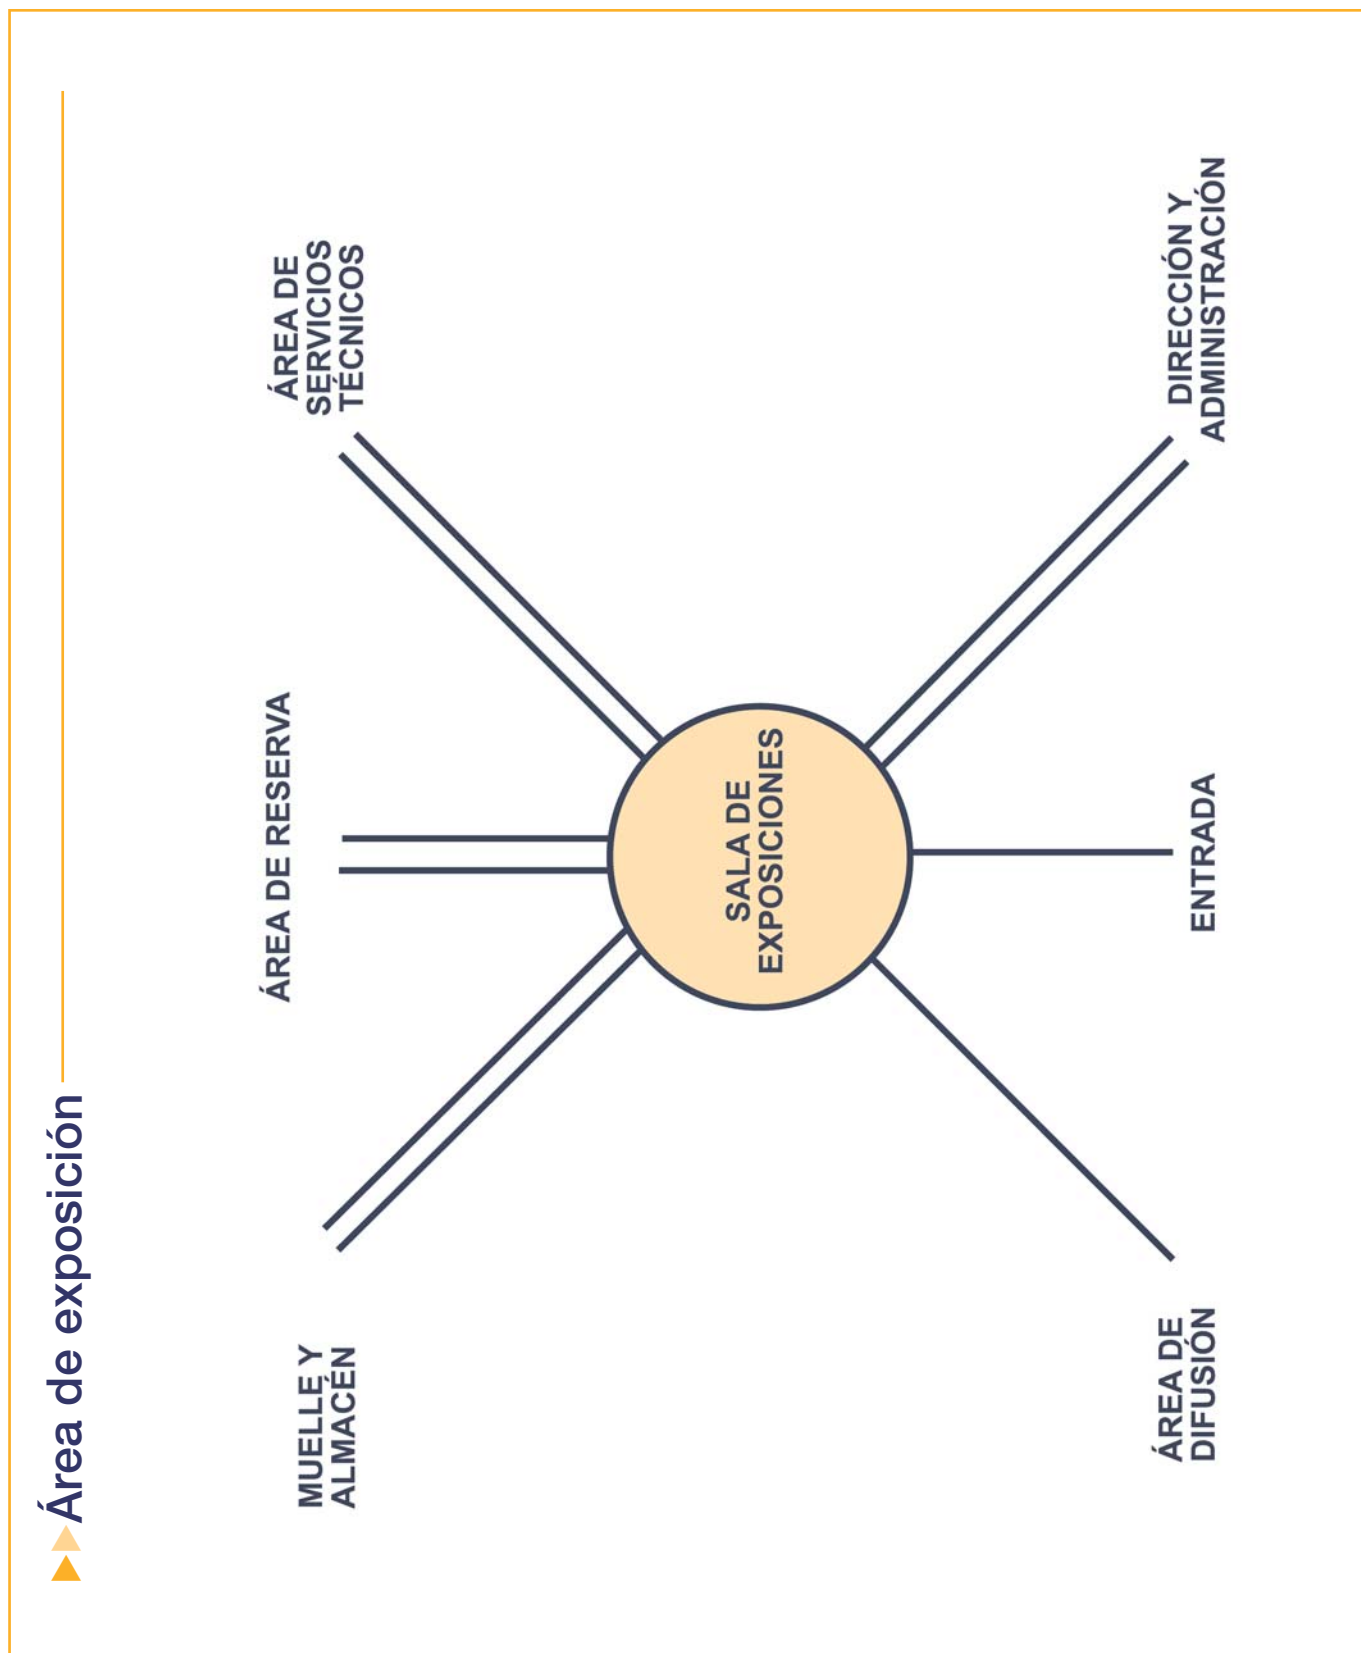 Área de exposición
MUELLE Y
ALMACÉN
ÁREA DE RESERVA
ÁREA DE
SERVICIOS
TÉCNICOS
SALA DE
EXPOSICIONES
ÁREA DE
DIFUSIÓN
ENTRADA
DIRECCIÓN Y
ADMINISTRACIÓN